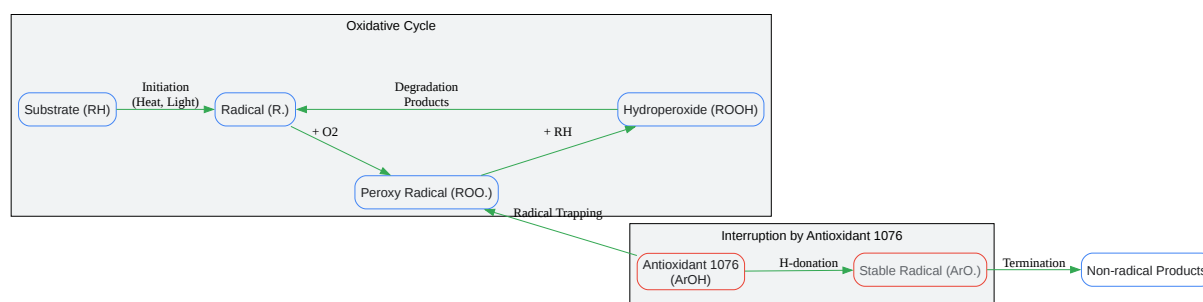 Oxidative Cycle
Initiation
(Heat, Light)
Degradation
Products
Substrate (RH)
Radical (R.)
Hydroperoxide (ROOH)
+ O2
+ RH
Peroxy Radical (ROO.)
Radical Trapping
Interruption by Antioxidant 1076
Antioxidant 1076
(ArOH)
H-donation
Stable Radical (ArO.)
Termination
Non-radical Products